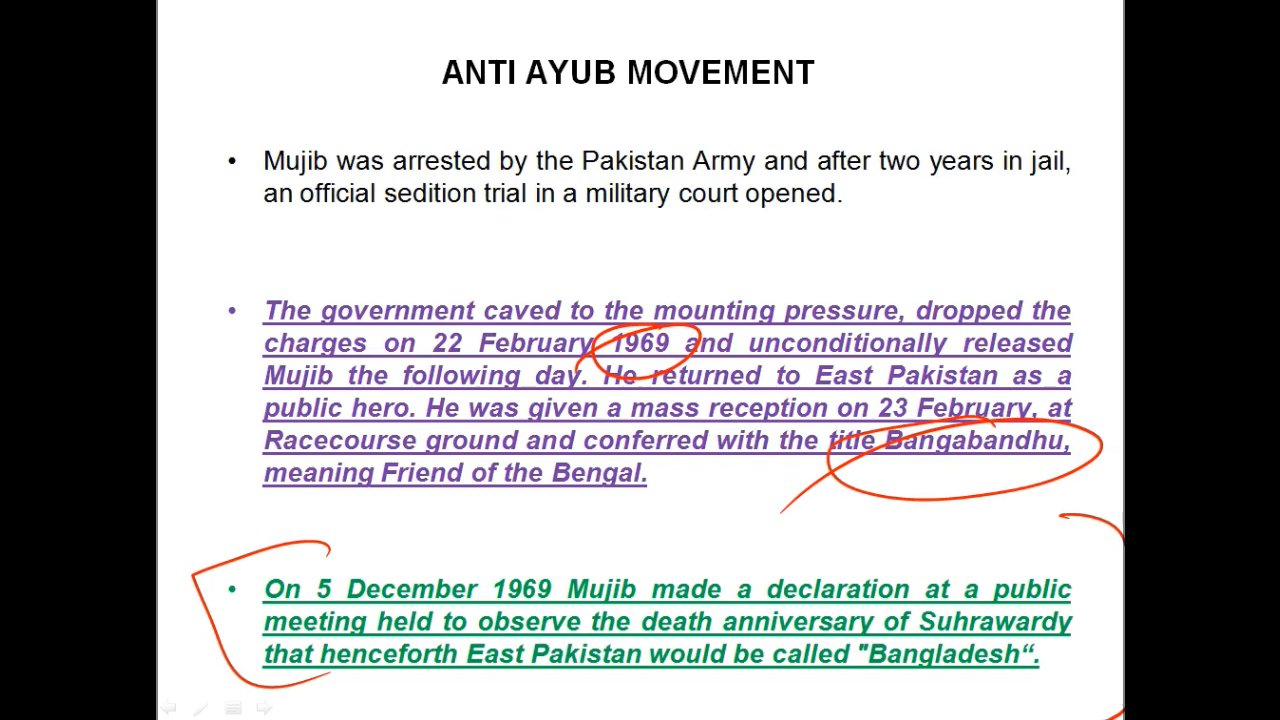 ANTI AYUB MOVEMENT
• Mujib was arrested by the Pakistan Army and after two years in jail,
an official sedition trial in a military court opened.
• The government caved to the mounting pressure, dropped the
charges on 22 February 1969 and unconditionally released
Mujib the following day. He returned to East Pakistan as a
public hero. He was given a mass reception on 23 February, at
Racecourse ground and conferred with the title Bangabandhu,
meaning Friend of the Bengal.
• On 5 December 1969 Mujib made a declaration at a public
meeting held to observe the death anniversary of Suhrawardy
that henceforth East Pakistan would be called "Bangladesh“.